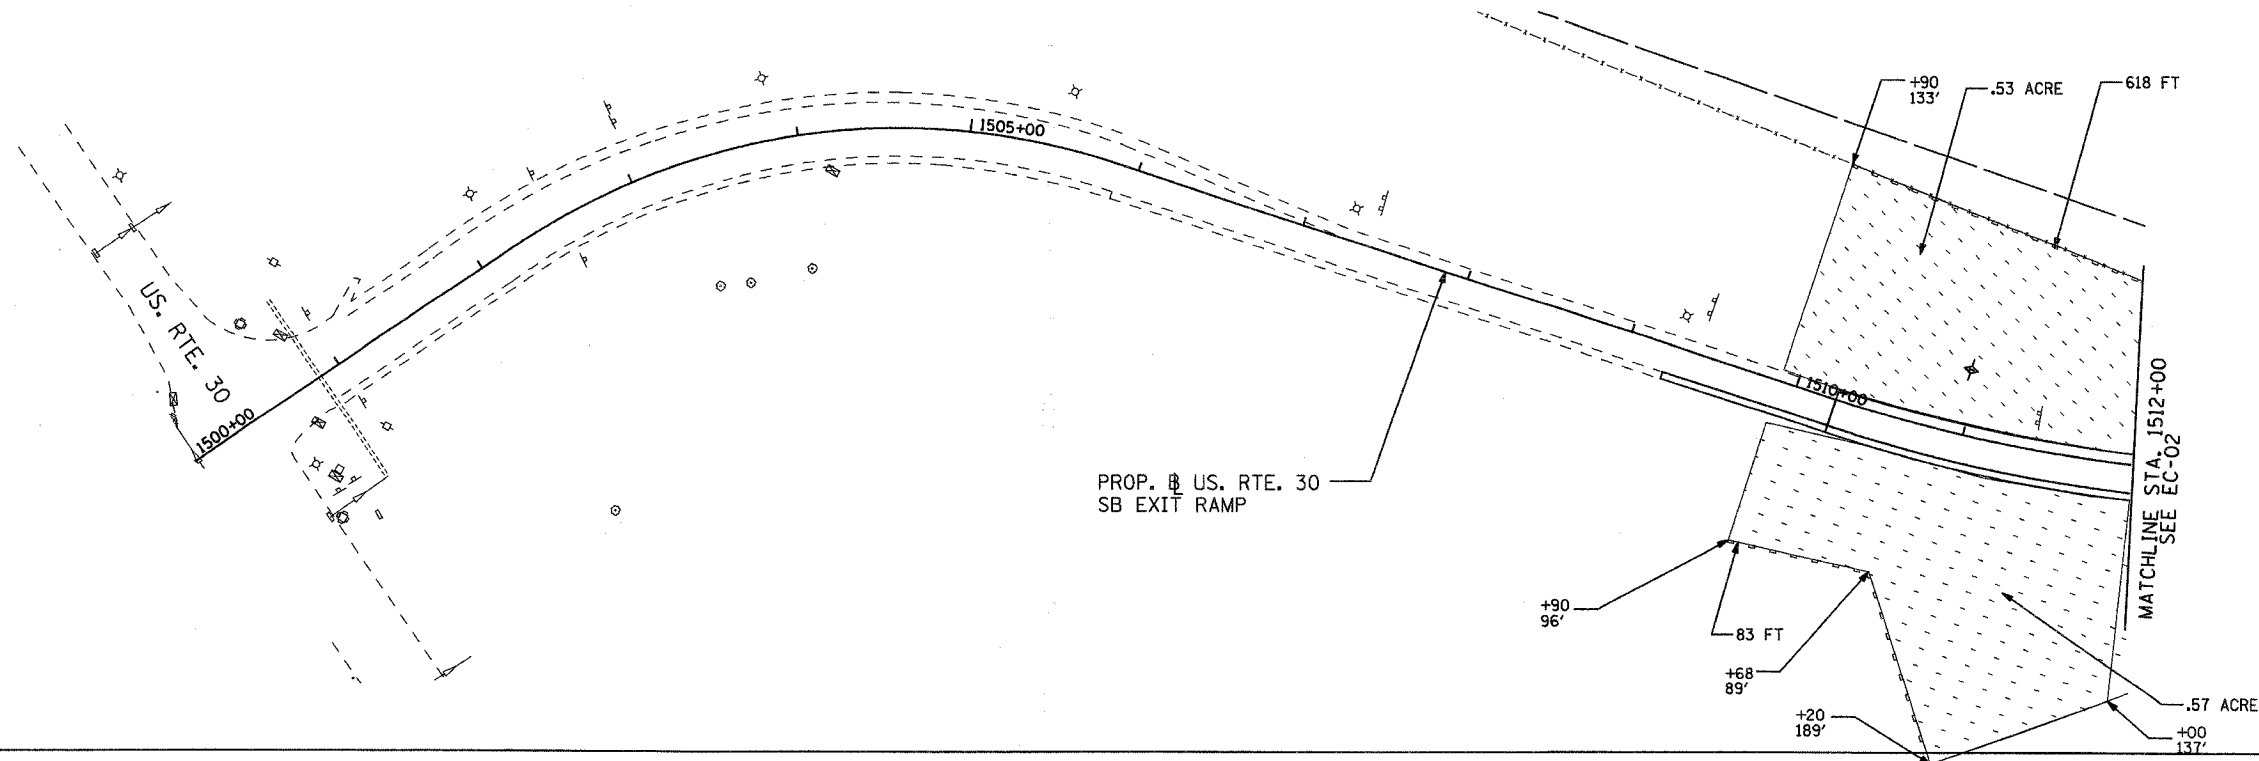 +90
133'
.53 ACRE
618 FT
1505+00
US. RTE. 30
1500+00
1510+00
PROP. ⅊ US. RTE. 30
SB EXIT RAMP
MATCHLINE STA. 1512+00
SEE EC-02
+90
96'
83 FT
+68
89'
+20
189'
.57 ACRE
+00
137'